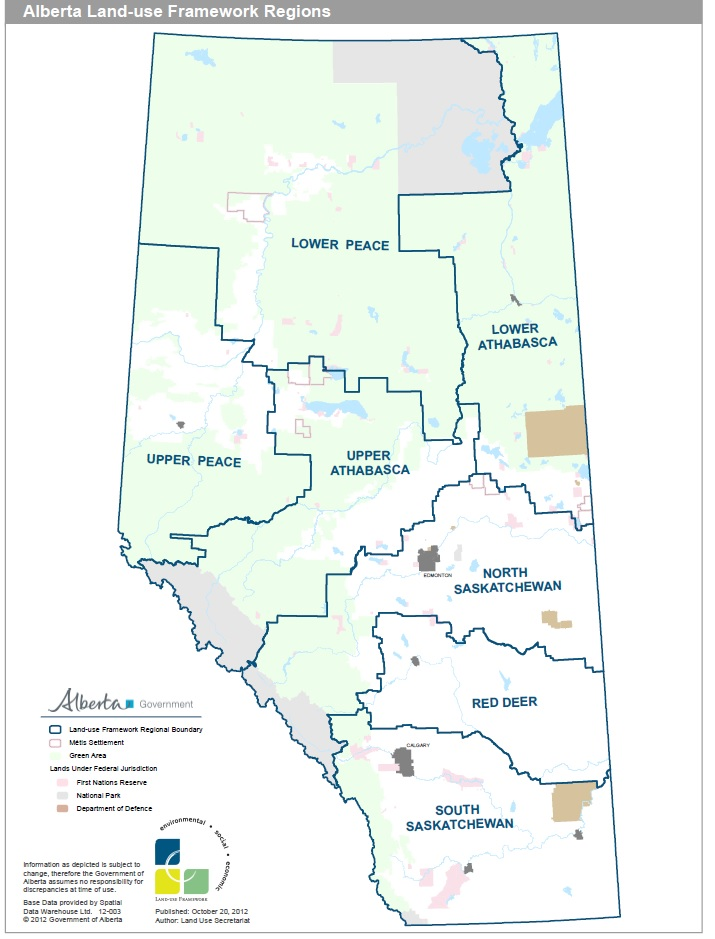 Alberta Land-use Framework Regions
LOWER PEACE
LOWER
ATHABASCA
UPPER PEACE
UPPER
ATHABASCA
EDMONTON
NORTH
SASKATCHEWAN
RED DEER
CALGARY
SOUTH
SASKATCHEWAN
Alberta Government
Land-use Framework Regional Boundary
Métis Settlement
Green Area
Lands Under Federal Jurisdiction
First Nations Reserve
National Park
Department of Defence
environmental • social • economic
LAND-USE FRAMEWORK
Information as depicted is subject to
change, therefore the Government of
Alberta assumes no responsibility for
discrepancies at time of use.
Base Data provided by Spatial
Data Warehouse Ltd. 12-003
© 2012 Government of Alberta
Published: October 20, 2012
Author: Land Use Secretariat